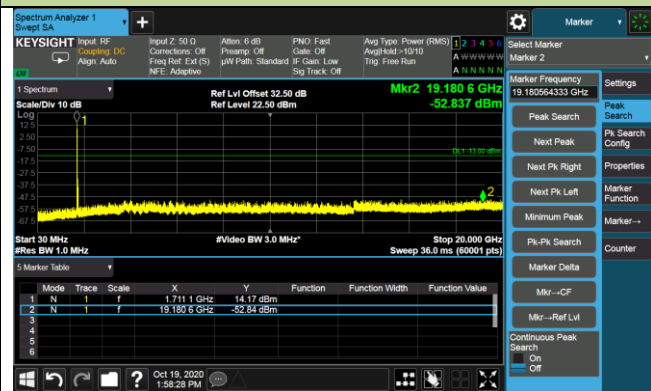 Spectrum Analyzer 1
Swept SA
+
Marker
KEYSIGHT
Input: RF
Coupling: DC
Align: Auto
Input Z: 50 Ω
Corrections: Off
Freq Ref: Ext (S)
NFE: Adaptive
Atten: 6 dB
Preamp: Off
µW Path: Standard
PNO: Fast
Gate: Off
IF Gain: Low
Sig Track: Off
Avg Type: Power (RMS)
Avg|Hold:>10/10
Trig: Free Run
1 2 3 4 5 6
A W W W W W
A N N N N N
LXI
Select Marker
Marker 2
1 Spectrum
Scale/Div 10 dB
Ref Lvl Offset 32.50 dB
Ref Level 22.50 dBm
Mkr2 19.180 6 GHz
-52.837 dBm
Log
12.5
2.50
-7.50
-17.5
-27.5
-37.5
-47.5
-57.5
-67.5
1
DL1 -13.00 dBm
2
Start 30 MHz
#Res BW 1.0 MHz
#Video BW 3.0 MHz*
Stop 20.000 GHz
Sweep 36.0 ms (60001 pts)
5 Marker Table
Mode Trace Scale X Y Function Function Width Function Value
1 N 1 f 1.711 1 GHz 14.17 dBm
2 N 1 f 19.180 6 GHz -52.84 dBm
3
4
5
6
Marker Frequency
19.180564333 GHz
Peak Search
Next Peak
Next Pk Right
Next Pk Left
Minimum Peak
Pk-Pk Search
Marker Delta
Mkr→CF
Mkr→Ref Lvl
Continuous Peak
Search
On
Off
Settings
Peak
Search
Pk Search
Config
Properties
Marker
Function
Marker→
Counter
?
Oct 19, 2020
1:58:28 PM